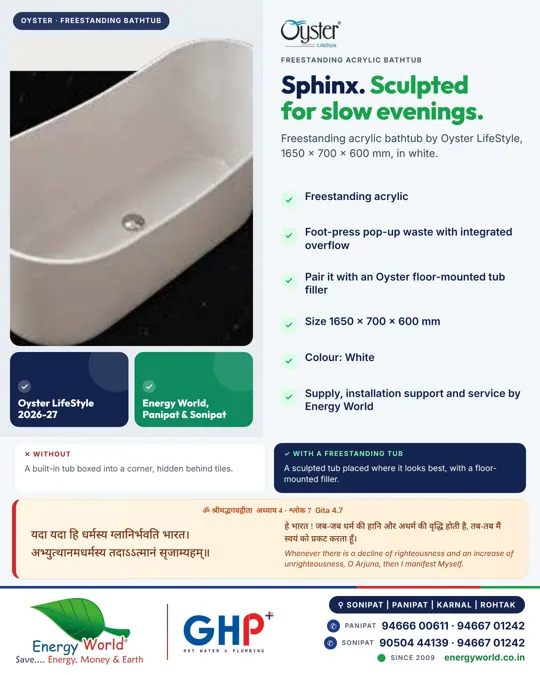 OYSTER · FREESTANDING BATHTUB
Oyster®
LifeStyle
FREESTANDING ACRYLIC BATHTUB
Sphinx. Sculpted
for slow evenings.
Freestanding acrylic bathtub by Oyster LifeStyle,
1650 × 700 × 600 mm, in white.
Freestanding acrylic
Foot-press pop-up waste with integrated
overflow
Pair it with an Oyster floor-mounted tub
filler
Size 1650 × 700 × 600 mm
Colour: White
Supply, installation support and service by
Energy World
Oyster LifeStyle
2026-27
Energy World,
Panipat & Sonipat
× WITHOUT
A built-in tub boxed into a corner, hidden behind tiles.
✓ WITH A FREESTANDING TUB
A sculpted tub placed where it looks best, with a floor-
mounted filler.
ॐ श्रीमद्भगवद्गीता अध्याय 4 · श्लोक 7 Gita 4.7
यदा यदा हि धर्मस्य ग्लानिर्भवति भारत।
अभ्युत्थानमधर्मस्य तदाऽऽत्मानं सृजाम्यहम्॥
हे भारत ! जब-जब धर्म की हानि और अधर्म की वृद्धि होती है, तब-तब मैं
स्वयं को प्रकट करता हूँ।
Whenever there is a decline of righteousness and an increase of
unrighteousness, O Arjuna, then I manifest Myself.
Energy World®
Save.... Energy, Money & Earth
GHP+
HOT WATER & PLUMBING
SONIPAT | PANIPAT | KARNAL | ROHTAK
PANIPAT 94666 00611 · 94667 01242
SONIPAT 90504 44139 · 94667 01242
SINCE 2009 energyworld.co.in